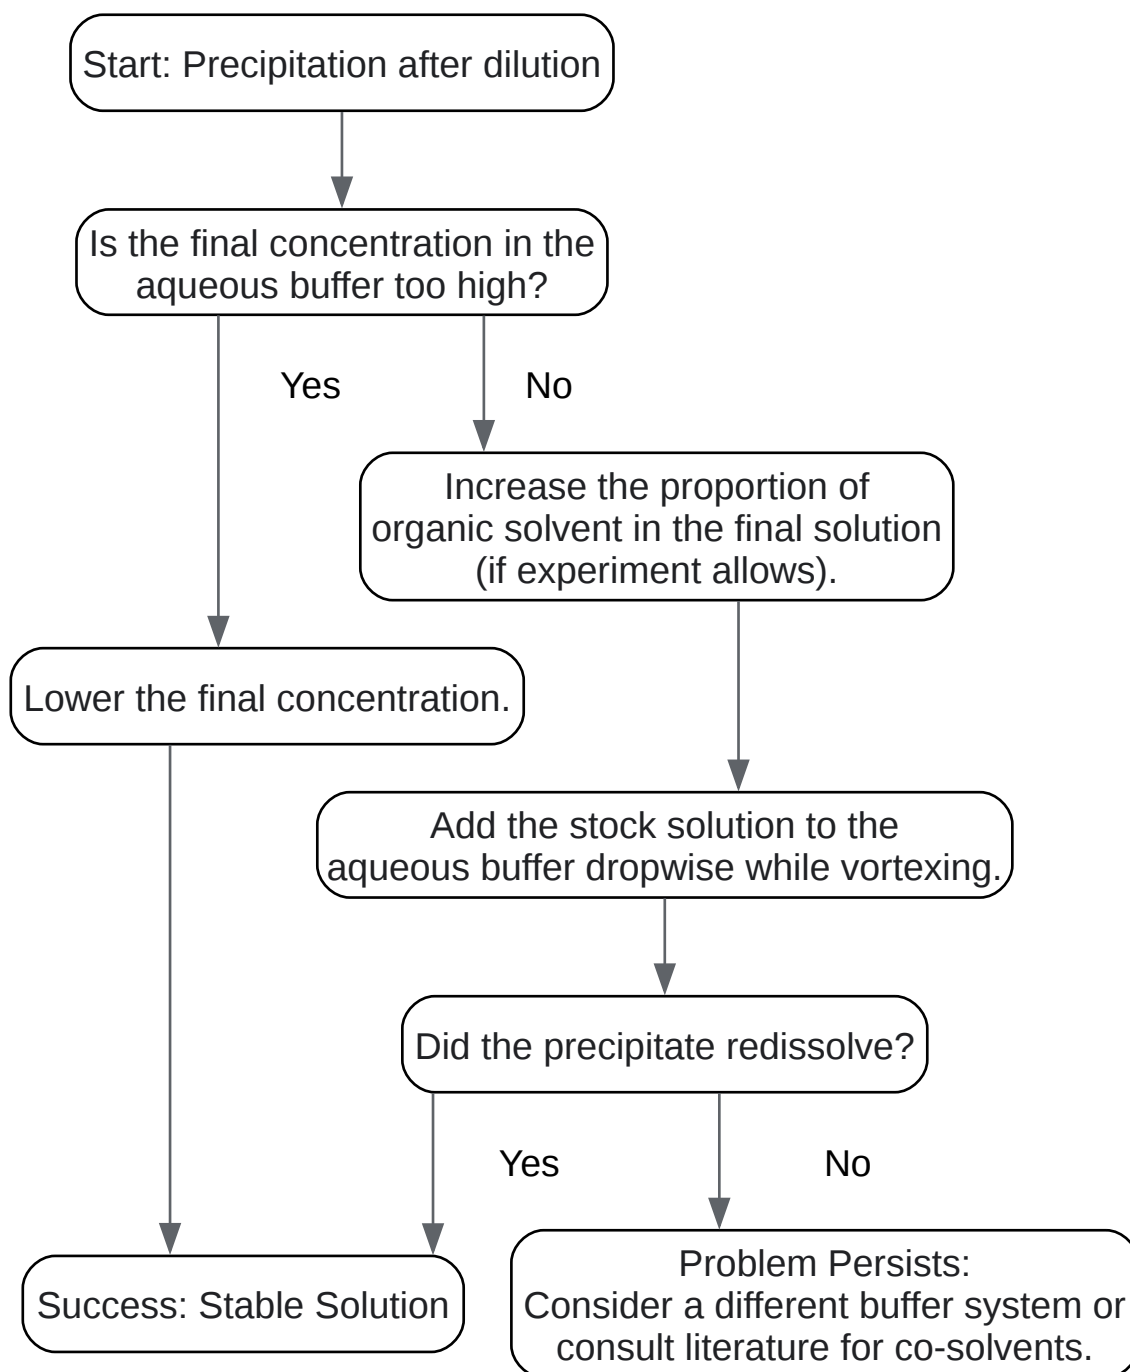 Start: Precipitation after dilution
Is the final concentration in the
aqueous buffer too high?
Yes
No
Increase the proportion of
organic solvent in the final solution
(if experiment allows).
Lower the final concentration.
Add the stock solution to the
aqueous buffer dropwise while vortexing.
Did the precipitate redissolve?
Yes
No
Success: Stable Solution
Problem Persists:
Consider a different buffer system or
consult literature for co-solvents.